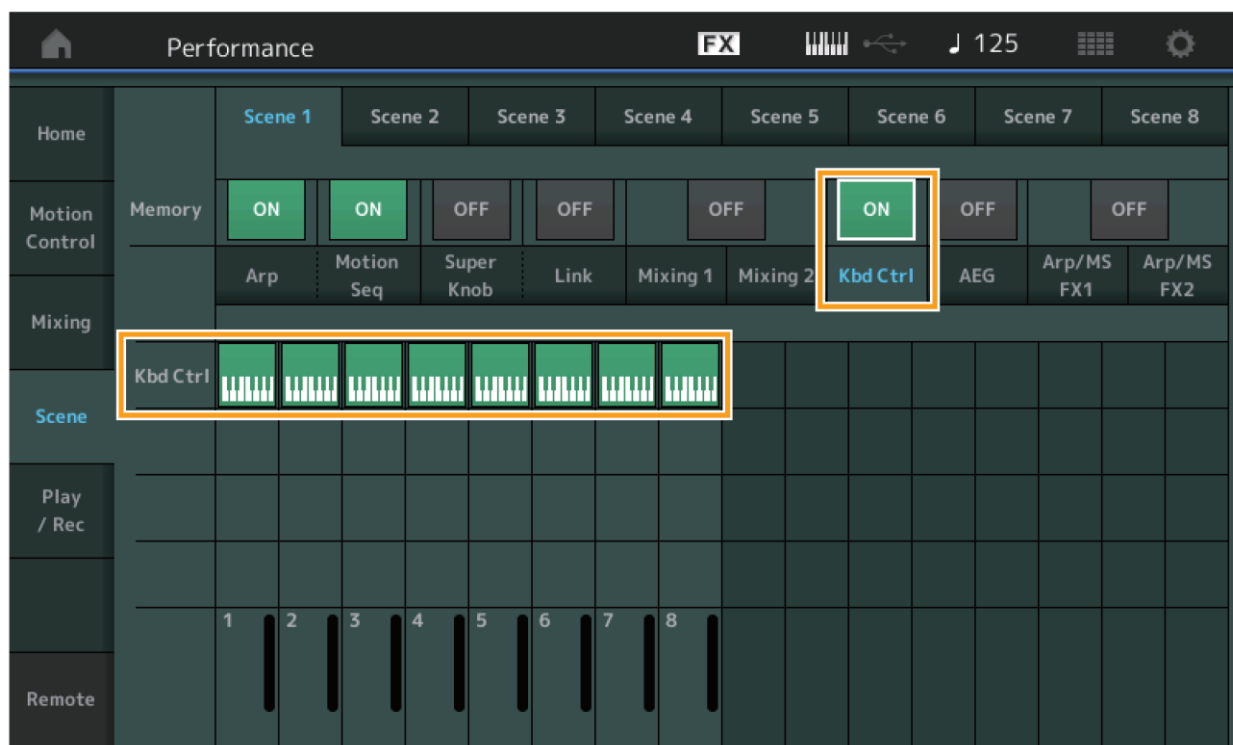 Performance
FX
♩ 125
Home
Scene 1 Scene 2 Scene 3 Scene 4 Scene 5 Scene 6 Scene 7 Scene 8
Motion
Control
Memory ON ON OFF OFF OFF ON OFF OFF
Arp
Motion
Seq
Super
Knob
Link
Mixing 1
Mixing 2
Kbd Ctrl
AEG
Arp/MS
FX1
Arp/MS
FX2
Mixing
Kbd Ctrl
Scene
Play
/ Rec
1 2 3 4 5 6 7 8
Remote